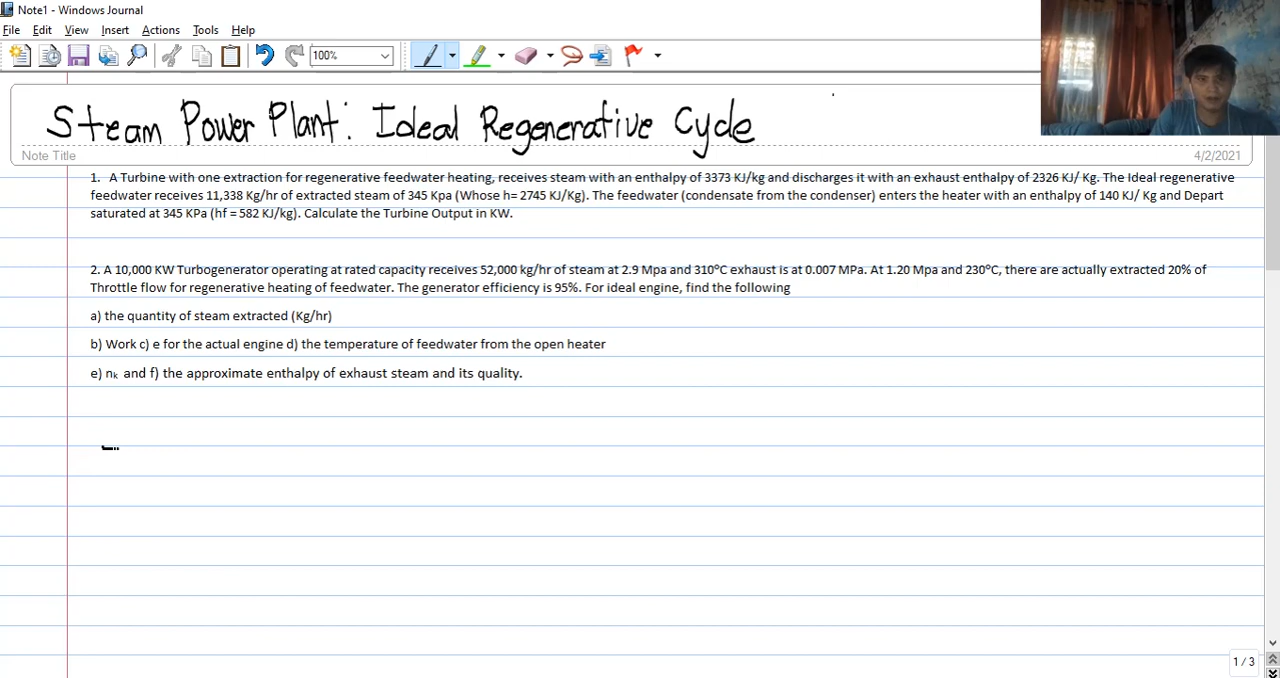 Note1 - Windows Journal
File Edit View Insert Actions Tools Help
100%
Steam Power Plant: Ideal Regenerative Cycle
Note Title
4/2/2021
1. A Turbine with one extraction for regenerative feedwater heating, receives steam with an enthalpy of 3373 KJ/kg and discharges it with an exhaust enthalpy of 2326 KJ/ Kg. The Ideal regenerative
feedwater receives 11,338 Kg/hr of extracted steam of 345 Kpa (Whose h= 2745 KJ/Kg). The feedwater (condensate from the condenser) enters the heater with an enthalpy of 140 KJ/ Kg and Depart
saturated at 345 KPa (hf = 582 KJ/kg). Calculate the Turbine Output in KW.
2. A 10,000 KW Turbogenerator operating at rated capacity receives 52,000 kg/hr of steam at 2.9 Mpa and 310°C exhaust is at 0.007 MPa. At 1.20 Mpa and 230°C, there are actually extracted 20% of
Throttle flow for regenerative heating of feedwater. The generator efficiency is 95%. For ideal engine, find the following
a) the quantity of steam extracted (Kg/hr)
b) Work c) e for the actual engine d) the temperature of feedwater from the open heater
e) nₖ and f) the approximate enthalpy of exhaust steam and its quality.
1 / 3